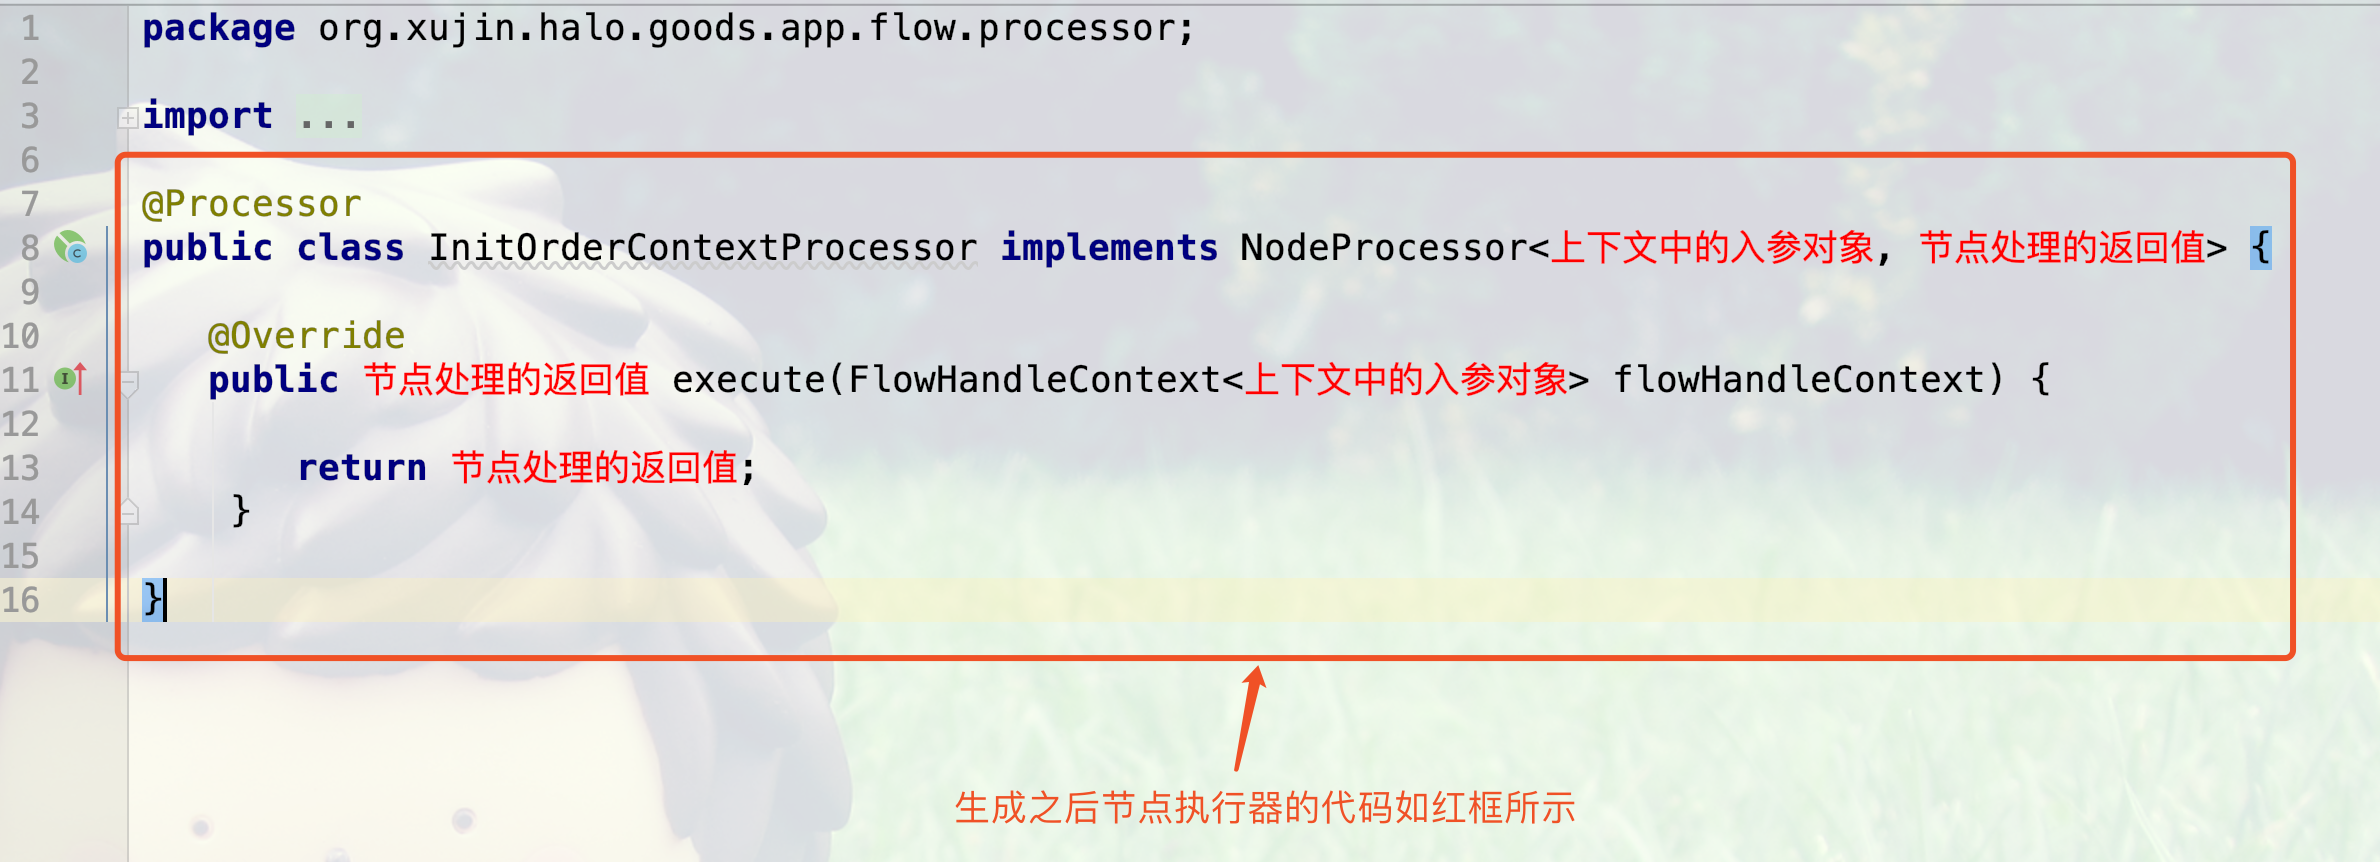 1 package org.xujin.halo.goods.app.flow.processor;
2
3 import ...
6
7 @Processor
8 public class InitOrderContextProcessor implements NodeProcessor<上下文中的入参对象, 节点处理的返回值> {
9
10 @Override
11 public 节点处理的返回值 execute(FlowHandleContext<上下文中的入参对象> flowHandleContext) {
12
13 return 节点处理的返回值;
14 }
15
16 }
生成之后节点执行器的代码如红框所示